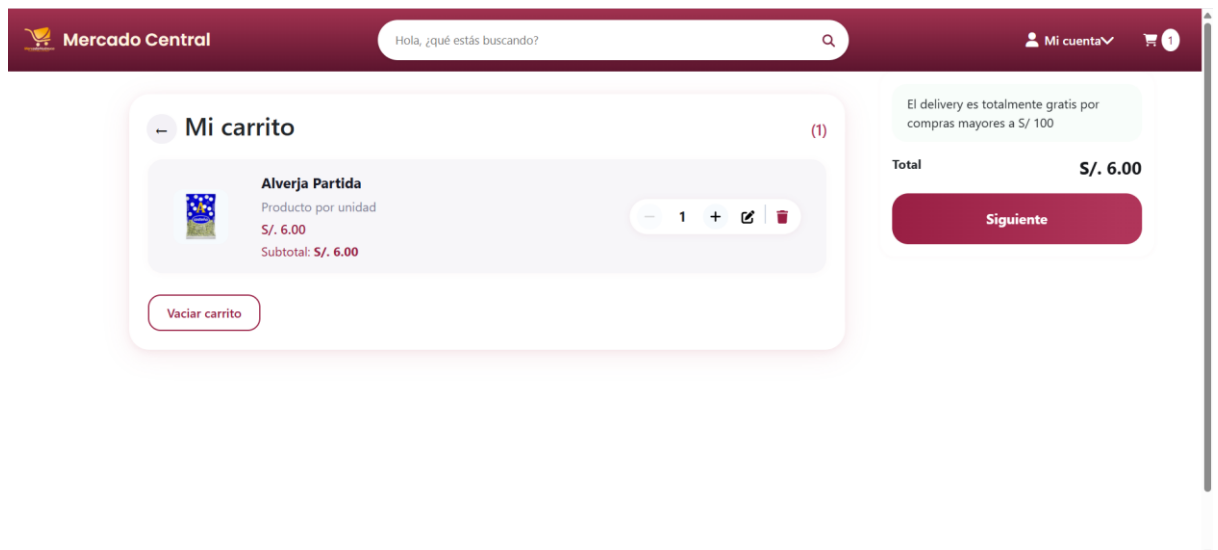 Mercado Central
Hola, ¿qué estás buscando?
Mi cuenta
1
← Mi carrito
(1)
Alverja Partida
Producto por unidad
S/. 6.00
Subtotal: S/. 6.00
− 1 +
Vaciar carrito
El delivery es totalmente gratis por
compras mayores a S/ 100
Total
S/. 6.00
Siguiente